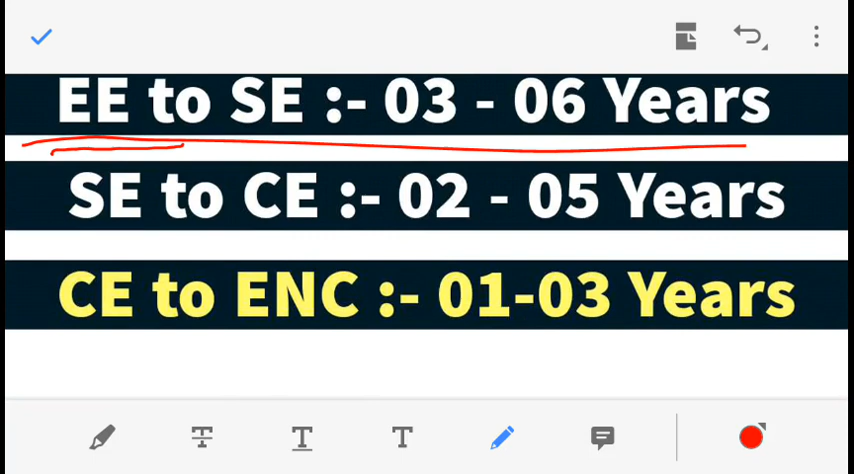 EE to SE :- 03 - 06 Years
SE to CE :- 02 - 05 Years
CE to ENC :- 01-03 Years